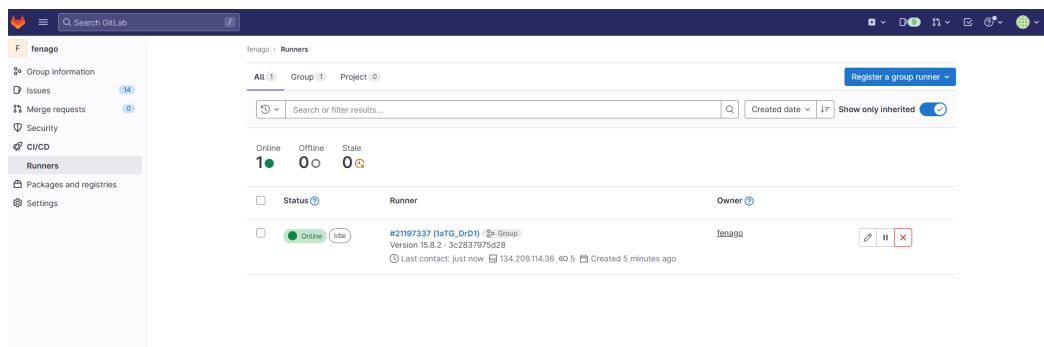 Search GitLab /
9
F fenago
Group information
Issues 14
Merge requests 0
Security
CI/CD
Runners
Packages and registries
Settings
fenago › Runners
All 1 Group 1 Project 0
Register a group runner
Search or filter results...
Created date
Show only inherited
Online Offline Stale
1 0 0
Status Runner Owner
Online Idle
#21197337 (1aTG_DrD1) Group
Version 15.8.2 · 3c2837975d28
Last contact: just now 134.209.114.36 5 Created 5 minutes ago
fenago